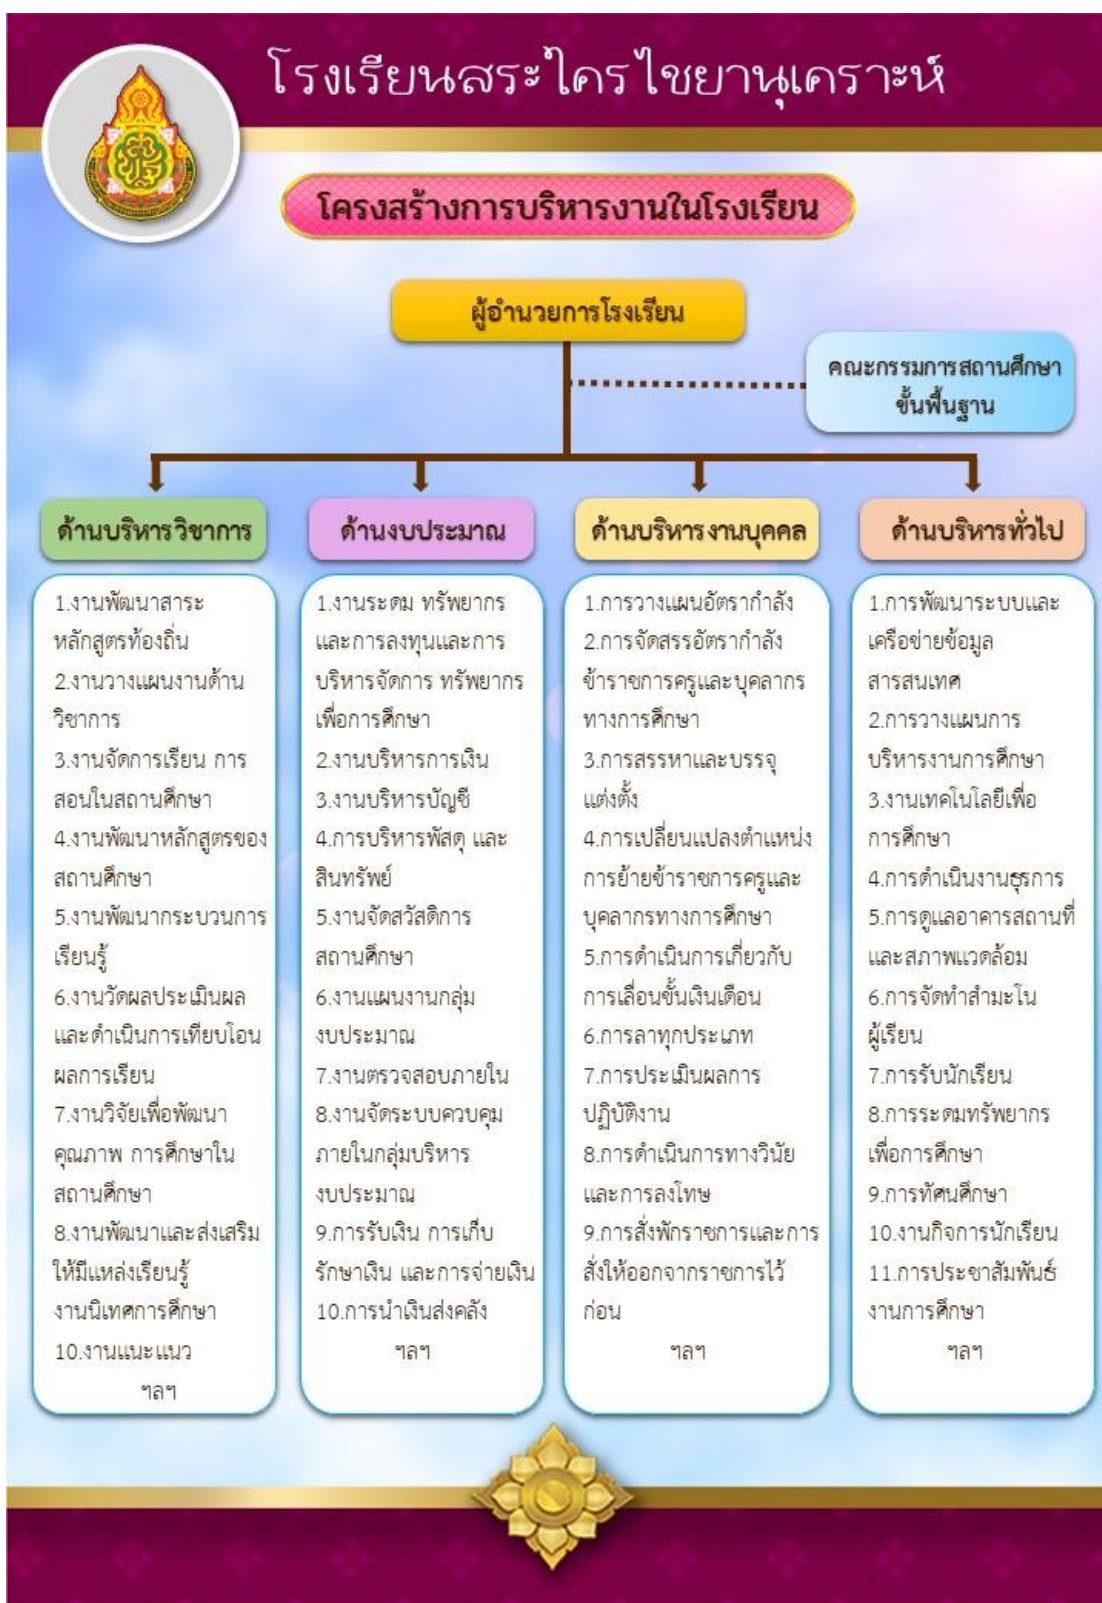 โรงเรียนสระใครไชยานุเคราะห์
โครงสร้างการบริหารงานในโรงเรียน
ผู้อำนวยการโรงเรียน
คณะกรรมการสถานศึกษา
ขั้นพื้นฐาน
ด้านบริหารวิชาการ
1.งานพัฒนาสาระ
หลักสูตรท้องถิ่น
2.งานวางแผนงานด้าน
วิชาการ
3.งานจัดการเรียน การ
สอนในสถานศึกษา
4.งานพัฒนาหลักสูตรของ
สถานศึกษา
5.งานพัฒนากระบวนการ
เรียนรู้
6.งานวัดผลประเมินผล
และดำเนินการเทียบโอน
ผลการเรียน
7.งานวิจัยเพื่อพัฒนา
คุณภาพ การศึกษาใน
สถานศึกษา
8.งานพัฒนาและส่งเสริม
ให้มีแหล่งเรียนรู้
งานนิเทศการศึกษา
10.งานแนะแนว
ฯลฯ
ด้านงบประมาณ
1.งานระดม ทรัพยากร
และการลงทุนและการ
บริหารจัดการ ทรัพยากร
เพื่อการศึกษา
2.งานบริหารการเงิน
3.งานบริหารบัญชี
4.การบริหารพัสดุ และ
สินทรัพย์
5.งานจัดสวัสดิการ
สถานศึกษา
6.งานแผนงานกลุ่ม
งบประมาณ
7.งานตรวจสอบภายใน
8.งานจัดระบบควบคุม
ภายในกลุ่มบริหาร
งบประมาณ
9.การรับเงิน การเก็บ
รักษาเงิน และการจ่ายเงิน
10.การนำเงินส่งคลัง
ฯลฯ
ด้านบริหารงานบุคคล
1.การวางแผนอัตรากำลัง
2.การจัดสรรอัตรากำลัง
ข้าราชการครูและบุคลากร
ทางการศึกษา
3.การสรรหาและบรรจุ
แต่งตั้ง
4.การเปลี่ยนแปลงตำแหน่ง
การย้ายข้าราชการครูและ
บุคลากรทางการศึกษา
5.การดำเนินการเกี่ยวกับ
การเลื่อนขั้นเงินเดือน
6.การลาทุกประเภท
7.การประเมินผลการ
ปฏิบัติงาน
8.การดำเนินการทางวินัย
และการลงโทษ
9.การสั่งพักราชการและการ
สั่งให้ออกจากราชการไว้
ก่อน
ฯลฯ
ด้านบริหารทั่วไป
1.การพัฒนาระบบและ
เครือข่ายข้อมูล
สารสนเทศ
2.การวางแผนการ
บริหารงานการศึกษา
3.งานเทคโนโลยีเพื่อ
การศึกษา
4.การดำเนินงานธุรการ
5.การดูแลอาคารสถานที่
และสภาพแวดล้อม
6.การจัดทำสำมะโน
ผู้เรียน
7.การรับนักเรียน
8.การระดมทรัพยากร
เพื่อการศึกษา
9.การทัศนศึกษา
10.งานกิจการนักเรียน
11.การประชาสัมพันธ์
งานการศึกษา
ฯลฯ